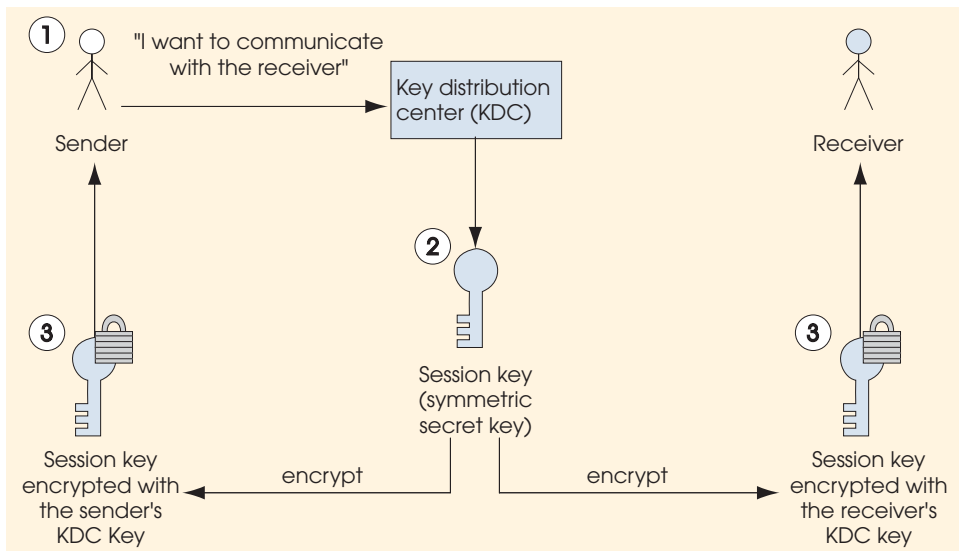 1
"I want to communicate
with the receiver"
Key distribution
center (KDC)
Sender
Receiver
2
3
3
Session key
(symmetric
secret key)
Session key
encrypted with
the sender's
KDC Key
encrypt
encrypt
Session key
encrypted with
the receiver's
KDC key